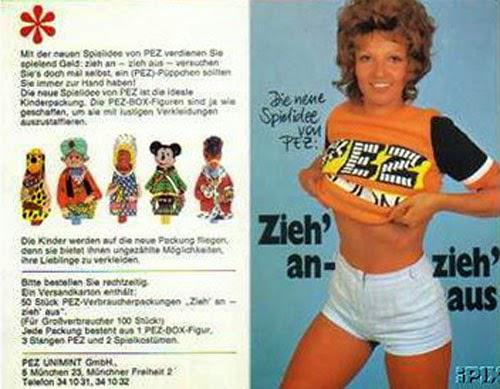 Mit der neuen Spielidee von PEZ verdienen Sie
spielend Geld: zieh an – zieh aus – versuchen
Sie's doch mal selbst, ein (PEZ)-Püppchen sollten
Sie immer zur Hand haben!
Die neue Spielidee von PEZ ist die ideale
Kinderpackung. Die PEZ-BOX-Figuren sind ja wie
geschaffen, um sie mit lustigen Verkleidungen
auszustaffieren.
Die Kinder werden auf die neue Packung fliegen,
denn sie bietet ihnen ungezählte Möglichkeiten,
ihre Lieblinge zu verkleiden.
Bitte bestellen Sie rechtzeitig.
Ein Versandkarton enthält:
50 Stück PEZ-Verbraucherpackungen „Zieh' an –
zieh' aus".
(Für Großverbraucher 100 Stück!)
Jede Packung besteht aus 1 PEZ-BOX-Figur,
3 Stangen PEZ und 2 Spielkostümen.
PEZ UNIMINT GmbH.,
8 München 23, Münchner Freiheit 2
Telefon 34 10 31, 34 10 32
Die neue
Spielidee
von
PEZ:
Zieh'
an-
zieh'
aus